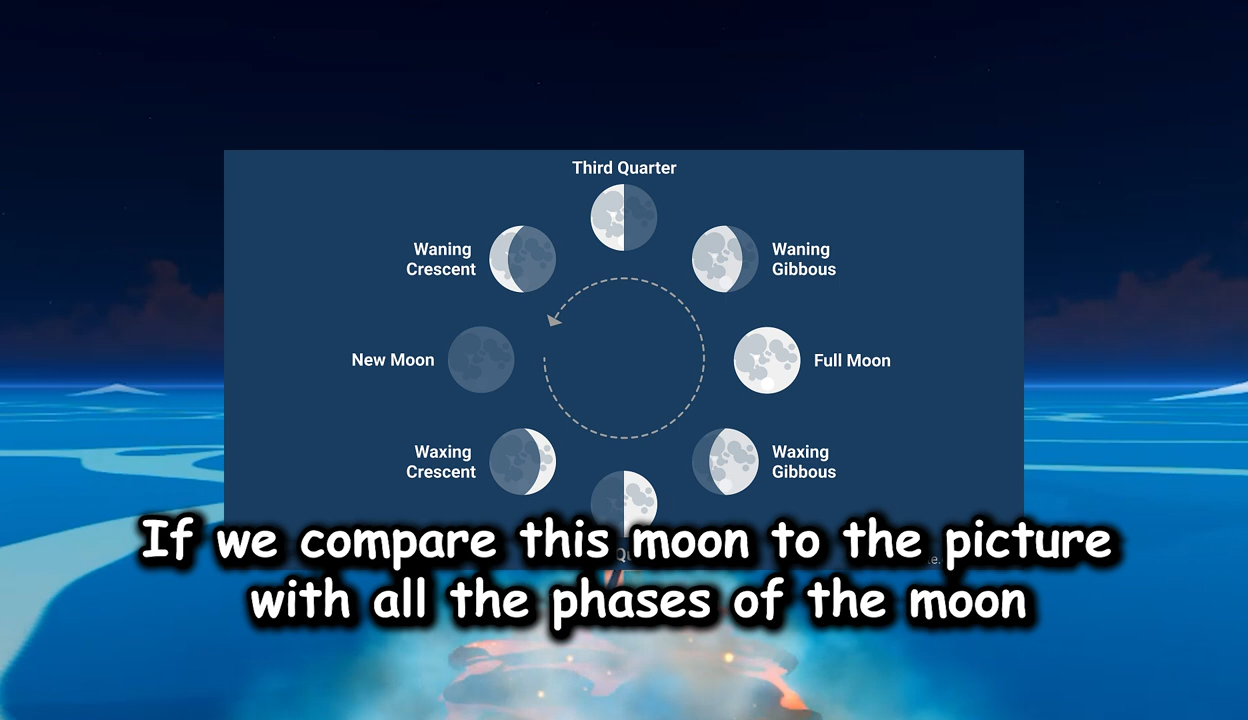 Third Quarter
Waning
Crescent
Waning
Gibbous
New Moon
Full Moon
Waxing
Crescent
Waxing
Gibbous
If we compare this moon to the picture
with all the phases of the moon